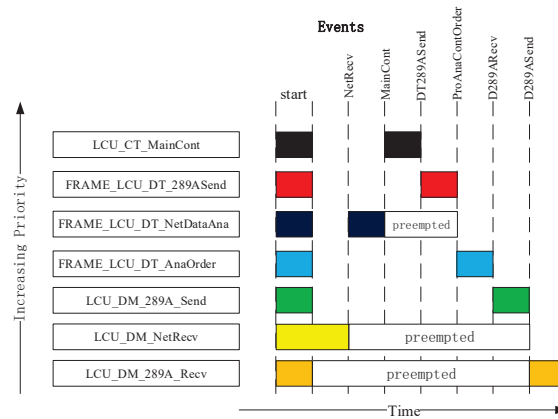 Events
start
NetRecv
MainCont
DT289ASend
ProAnaContOrder
D289ARecv
D289ASend
Increasing Priority
LCU_CT_MainCont
FRAME_LCU_DT_289ASend
FRAME_LCU_DT_NetDataAna
preempted
FRAME_LCU_DT_AnaOrder
LCU_DM_289A_Send
LCU_DM_NetRecv
preempted
LCU_DM_289A_Recv
preempted
Time